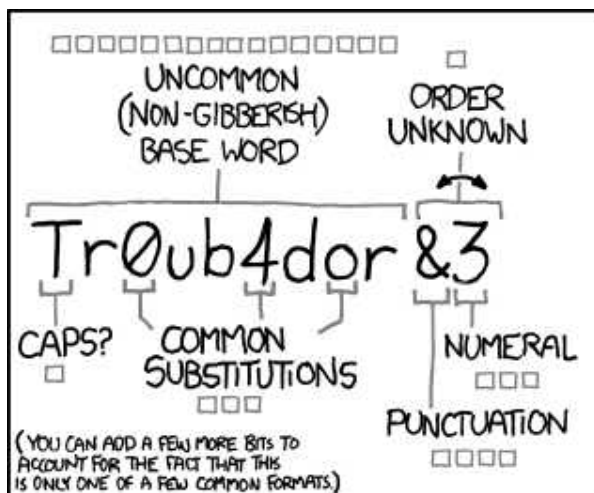 UNCOMMON
(NON-GIBBERISH)
BASE WORD
ORDER
UNKNOWN
Tr0ub4dor &3
CAPS?
COMMON
SUBSTITUTIONS
NUMERAL
PUNCTUATION
(YOU CAN ADD A FEW MORE BITS TO
ACCOUNT FOR THE FACT THAT THIS
IS ONLY ONE OF A FEW COMMON FORMATS.)